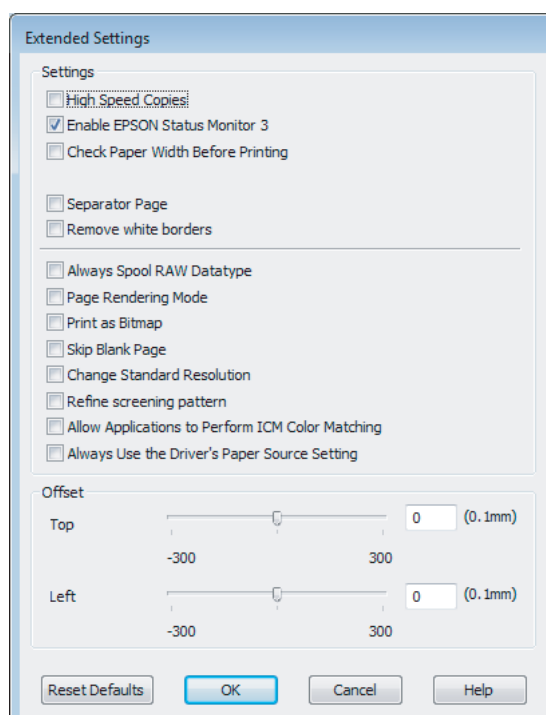 Extended Settings
Settings
High Speed Copies
Enable EPSON Status Monitor 3
Check Paper Width Before Printing
Separator Page
Remove white borders
Always Spool RAW Datatype
Page Rendering Mode
Print as Bitmap
Skip Blank Page
Change Standard Resolution
Refine screening pattern
Allow Applications to Perform ICM Color Matching
Always Use the Driver's Paper Source Setting
Offset
Top 0 (0.1mm)
-300 300
Left 0 (0.1mm)
-300 300
Reset Defaults OK Cancel Help